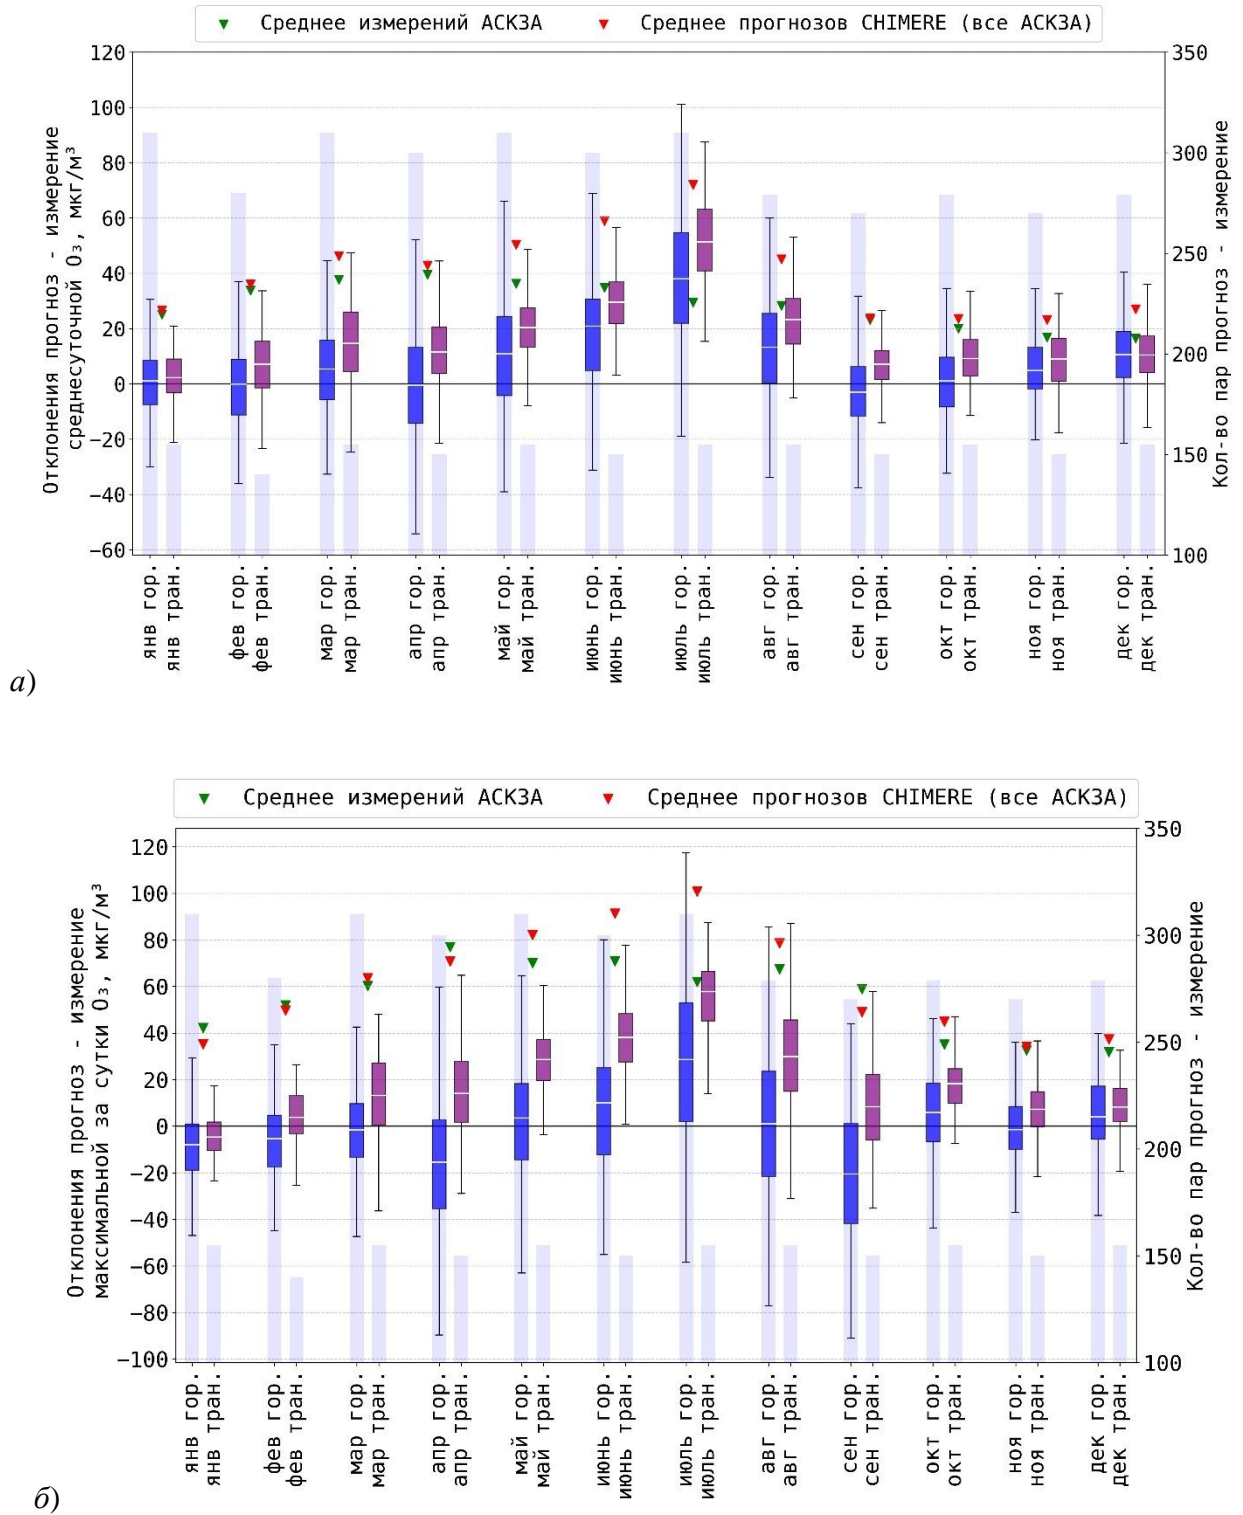 Среднее измерений АСКЗА Среднее прогнозов CHIMERE (все АСКЗА)
Отклонения прогноз - измерение
среднесуточной O₃, мкг/м³
120
100
80
60
40
20
0
−20
−40
−60
350
300
250
200
150
100
Кол-во пар прогноз - измерение
янв гор.
янв тран.
фев гор.
фев тран.
мар гор.
мар тран.
апр гор.
апр тран.
май гор.
май тран.
июнь гор.
июнь тран.
июль гор.
июль тран.
авг гор.
авг тран.
сен гор.
сен тран.
окт гор.
окт тран.
ноя гор.
ноя тран.
дек гор.
дек тран.
а)
Среднее измерений АСКЗА Среднее прогнозов CHIMERE (все АСКЗА)
Отклонения прогноз - измерение
максимальной за сутки O₃, мкг/м³
120
100
80
60
40
20
0
−20
−40
−60
−80
−100
350
300
250
200
150
100
Кол-во пар прогноз - измерение
янв гор.
янв тран.
фев гор.
фев тран.
мар гор.
мар тран.
апр гор.
апр тран.
май гор.
май тран.
июнь гор.
июнь тран.
июль гор.
июль тран.
авг гор.
авг тран.
сен гор.
сен тран.
окт гор.
окт тран.
ноя гор.
ноя тран.
дек гор.
дек тран.
б)